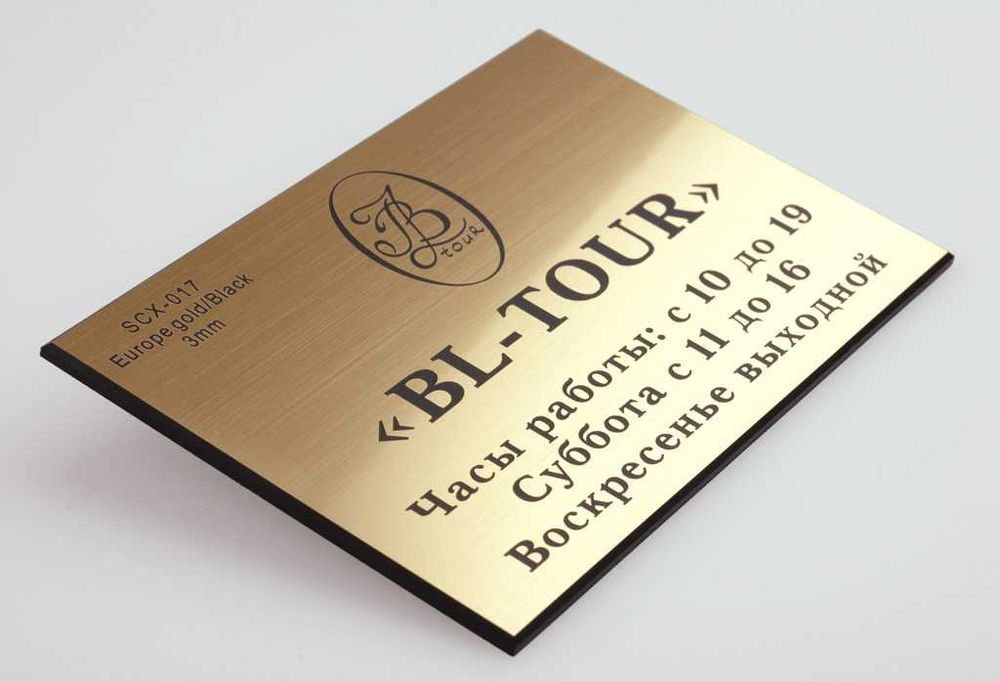 SCX-017
Europe gold/Black
3mm
BL
tour
«BL-TOUR»
Часы работы: с 10 до 19
Суббота с 11 до 16
Воскресенье выходной